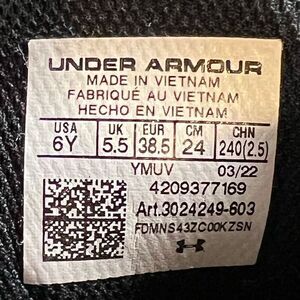 UNDER ARMOUR
MADE IN VIETNAM
FABRIQUÉ AU VIETNAM
HECHO EN VIETNAM
USA UK EUR CM CHN
6Y 5.5 38.5 24 240(2.5)
YMUV 03/22
4209377169
Art.3024249-603
FDMNS43ZC00KZSN